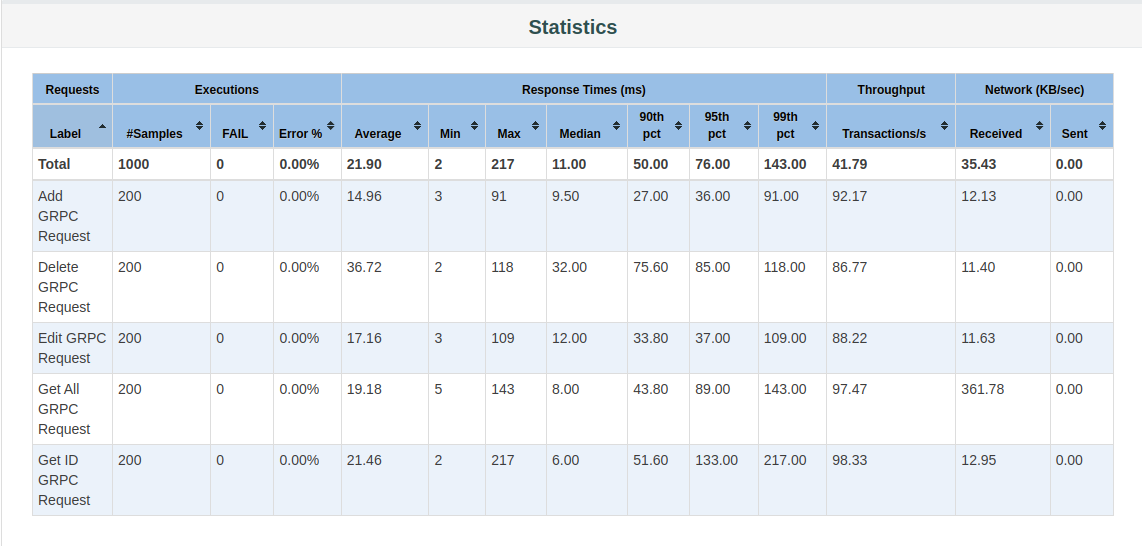 Statistics
Requests Executions Response Times (ms) Throughput Network (KB/sec)
Label #Samples FAIL Error % Average Min Max Median 90th pct 95th pct 99th pct Transactions/s Received Sent
Total 1000 0 0.00% 21.90 2 217 11.00 50.00 76.00 143.00 41.79 35.43 0.00
Add GRPC Request 200 0 0.00% 14.96 3 91 9.50 27.00 36.00 91.00 92.17 12.13 0.00
Delete GRPC Request 200 0 0.00% 36.72 2 118 32.00 75.60 85.00 118.00 86.77 11.40 0.00
Edit GRPC Request 200 0 0.00% 17.16 3 109 12.00 33.80 37.00 109.00 88.22 11.63 0.00
Get All GRPC Request 200 0 0.00% 19.18 5 143 8.00 43.80 89.00 143.00 97.47 361.78 0.00
Get ID GRPC Request 200 0 0.00% 21.46 2 217 6.00 51.60 133.00 217.00 98.33 12.95 0.00